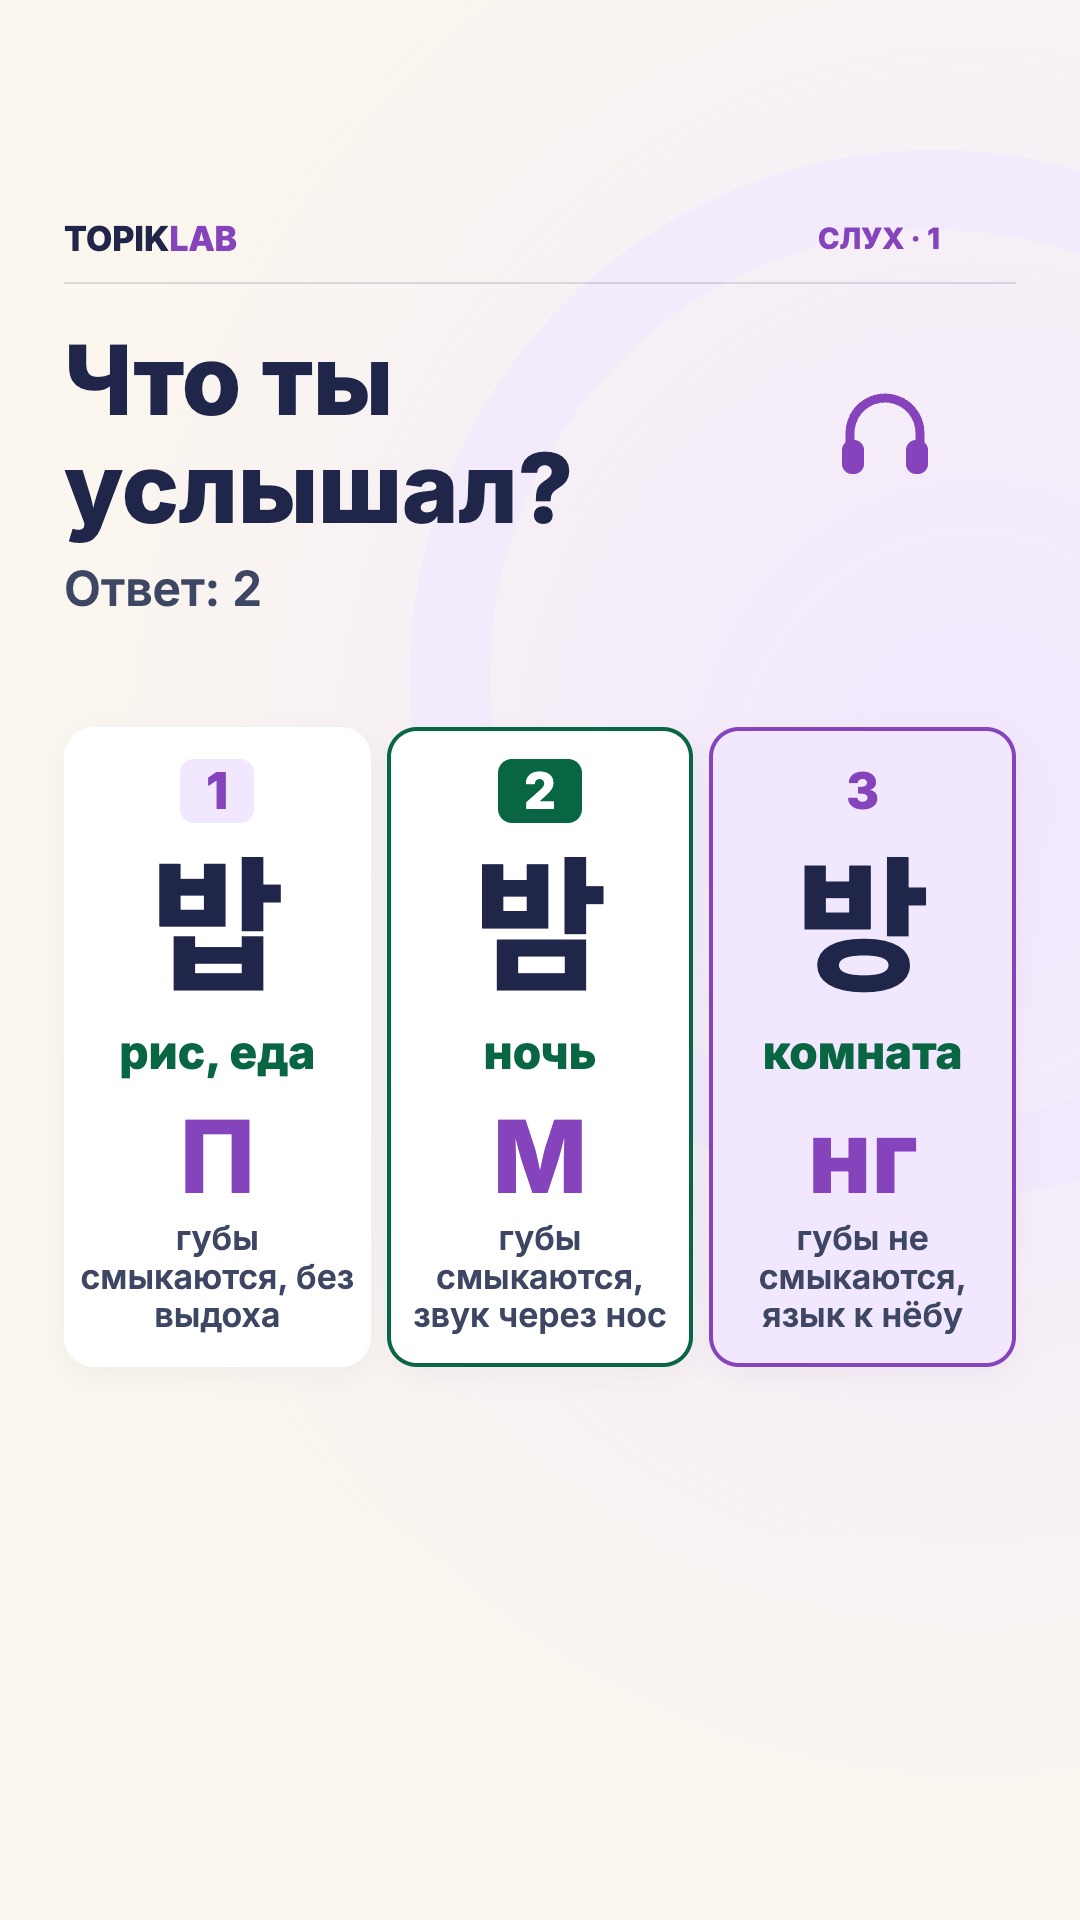 TOPIKLAB
СЛУХ · 1
Что ты
услышал?
Ответ: 2
1
밥
рис, еда
П
губы
смыкаются, без
выдоха
2
밤
ночь
М
губы
смыкаются,
звук через нос
3
방
комната
нг
губы не
смыкаются,
язык к нёбу